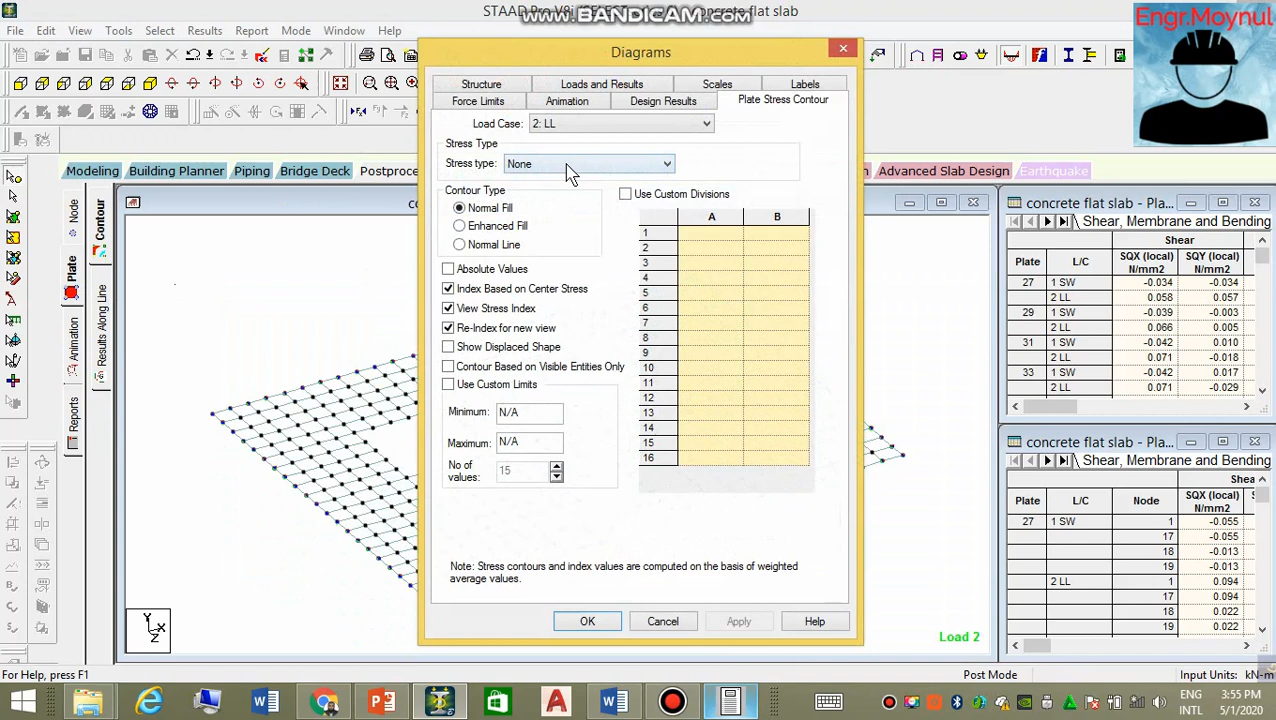 STAAD.Pro V8i (SELECT
www.BANDICAM.com
concrete flat slab
Engr.Moynul
File Edit View Tools Select Results Report Mode Window
Diagrams
Structure Loads and Results Scales Labels
Force Limits Animation Design Results Plate Stress Contour
Load Case: 2: LL
Stress Type
Stress type: None
Contour Type
Normal Fill
Enhanced Fill
Normal Line
Use Custom Divisions
A B
1
2
3
4
5
6
7
8
9
10
11
12
13
14
15
16
Absolute Values
Index Based on Center Stress
View Stress Index
Re-Index for new view
Show Displaced Shape
Contour Based on Visible Entities Only
Use Custom Limits
Minimum: N/A
Maximum: N/A
No of values: 15
Note: Stress contours and index values are computed on the basis of weighted
average values.
OK Cancel Apply Help
Modeling Building Planner Piping Bridge Deck Postproce
Advanced Slab Design Earthquake
Node
Plate
Animation
Reports
Contour
Results Along Line
CO
Y
X
Z
Load 2
concrete flat slab - Pla
Shear, Membrane and Bending
Shear
Plate L/C SQX (local) N/mm2 SQY (local) N/mm2
27 1 SW -0.034 -0.034
2 LL 0.058 0.057
29 1 SW -0.039 -0.003
2 LL 0.066 0.005
31 1 SW -0.042 0.010
2 LL 0.071 -0.018
33 1 SW -0.042 0.017
2 LL 0.071 -0.029
concrete flat slab - Pla
Shear, Membrane and Bending
Shea
Plate L/C Node SQX (local) N/mm2
27 1 SW 1 -0.055
17 -0.055
18 -0.013
19 -0.013
2 LL 1 0.094
17 0.094
18 0.022
19 0.022
For Help, press F1
Post Mode
Input Units: kN
ENG
INTL
3:55 PM
5/1/2020